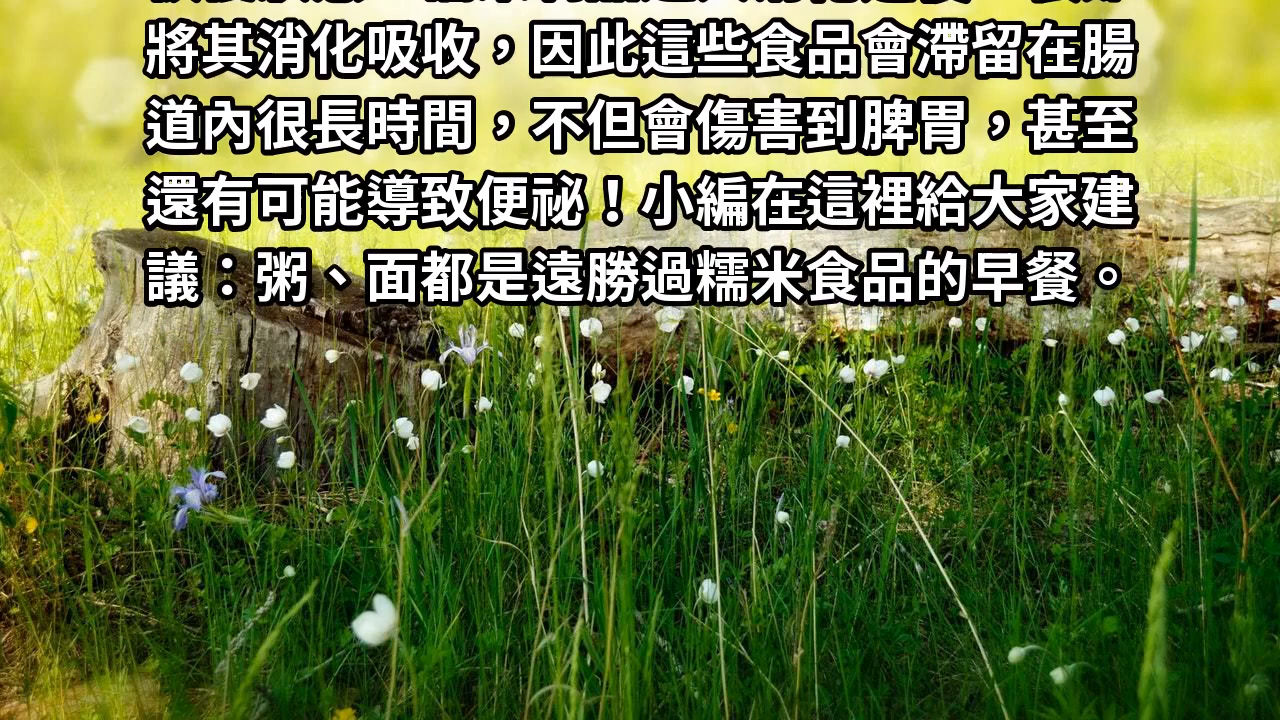 將其消化吸收，因此這些食品會滯留在腸
道內很長時間，不但會傷害到脾胃，甚至
還有可能導致便祕！小編在這裡給大家建
議：粥、面都是遠勝過糯米食品的早餐。